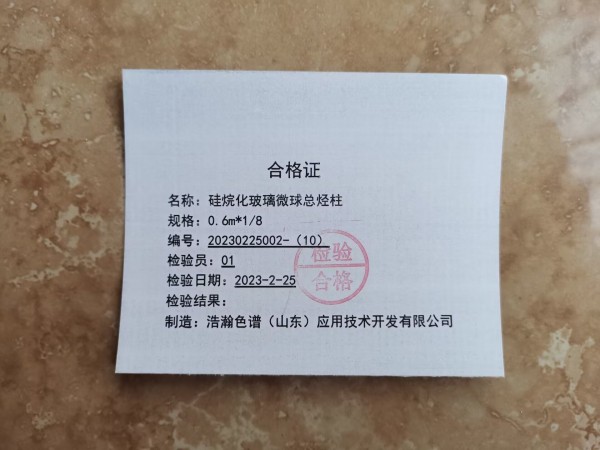 合格证
名称：硅烷化玻璃微球总烃柱
规格：0.6m*1/8
编号：20230225002-（10）
检验员：01
检验日期：2023-2-25
检验结果：
检验
合格
制造：浩瀚色谱（山东）应用技术开发有限公司